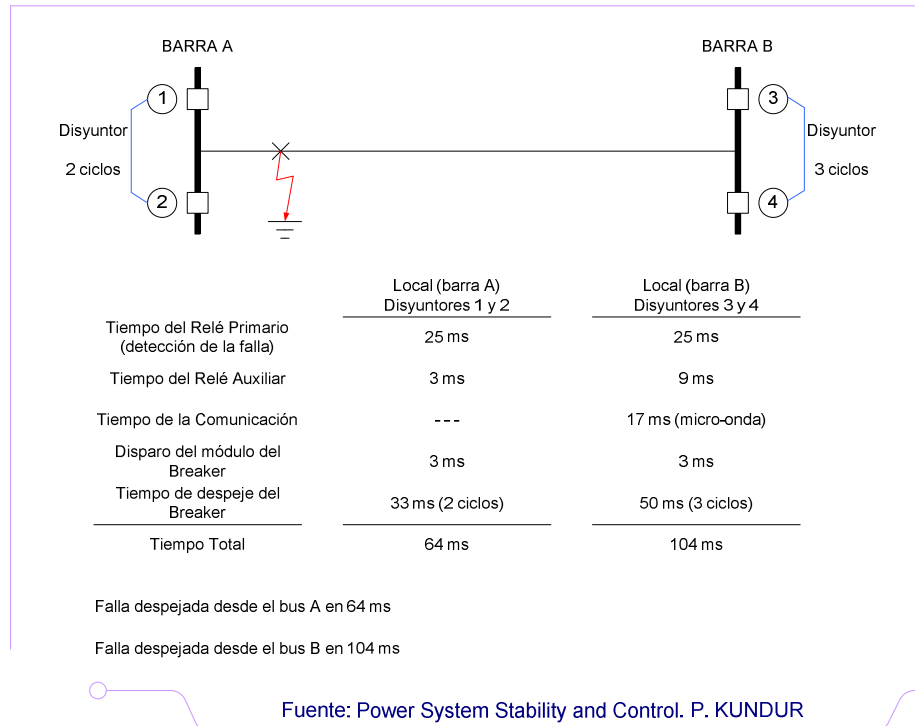 BARRA A
BARRA B
1
3
Disyuntor
Disyuntor
2 ciclos
3 ciclos
2
4
Local (barra A)
Disyuntores 1 y 2
Local (barra B)
Disyuntores 3 y 4
Tiempo del Relé Primario
(detección de la falla)
25 ms
25 ms
Tiempo del Relé Auxiliar
3 ms
9 ms
Tiempo de la Comunicación
---
17 ms (micro-onda)
Disparo del módulo del
Breaker
3 ms
3 ms
Tiempo de despeje del
Breaker
33 ms (2 ciclos)
50 ms (3 ciclos)
Tiempo Total
64 ms
104 ms
Falla despejada desde el bus A en 64 ms
Falla despejada desde el bus B en 104 ms
Fuente: Power System Stability and Control. P. KUNDUR